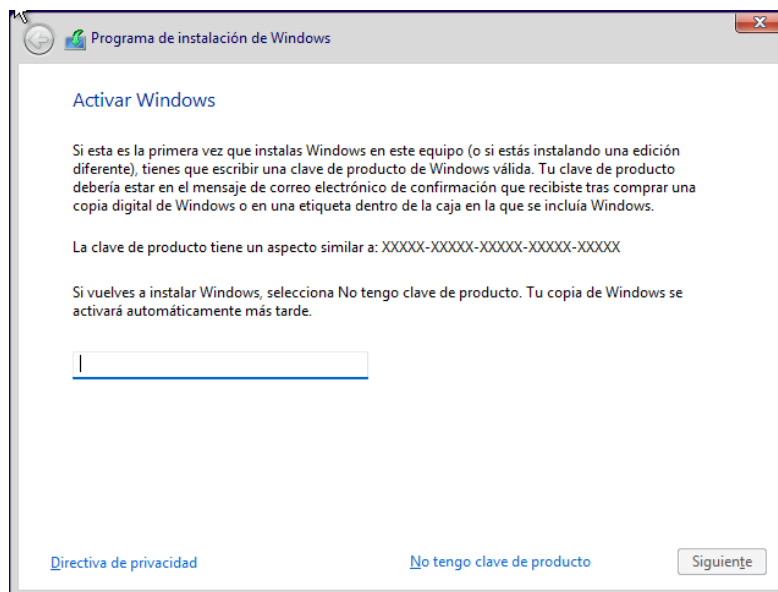 Programa de instalación de Windows
Activar Windows
Si esta es la primera vez que instalas Windows en este equipo (o si estás instalando una edición
diferente), tienes que escribir una clave de producto de Windows válida. Tu clave de producto
debería estar en el mensaje de correo electrónico de confirmación que recibiste tras comprar una
copia digital de Windows o en una etiqueta dentro de la caja en la que se incluía Windows.
La clave de producto tiene un aspecto similar a: XXXXX-XXXXX-XXXXX-XXXXX-XXXXX
Si vuelves a instalar Windows, selecciona No tengo clave de producto. Tu copia de Windows se
activará automáticamente más tarde.
Directiva de privacidad No tengo clave de producto Siguiente